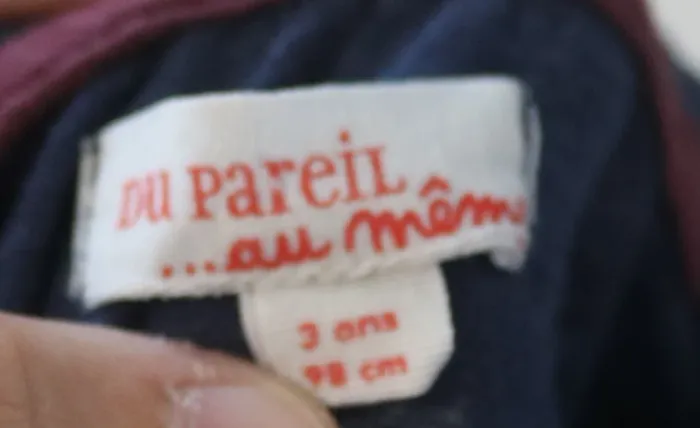 DU PaReiL
...au même
3 ans
98 cm